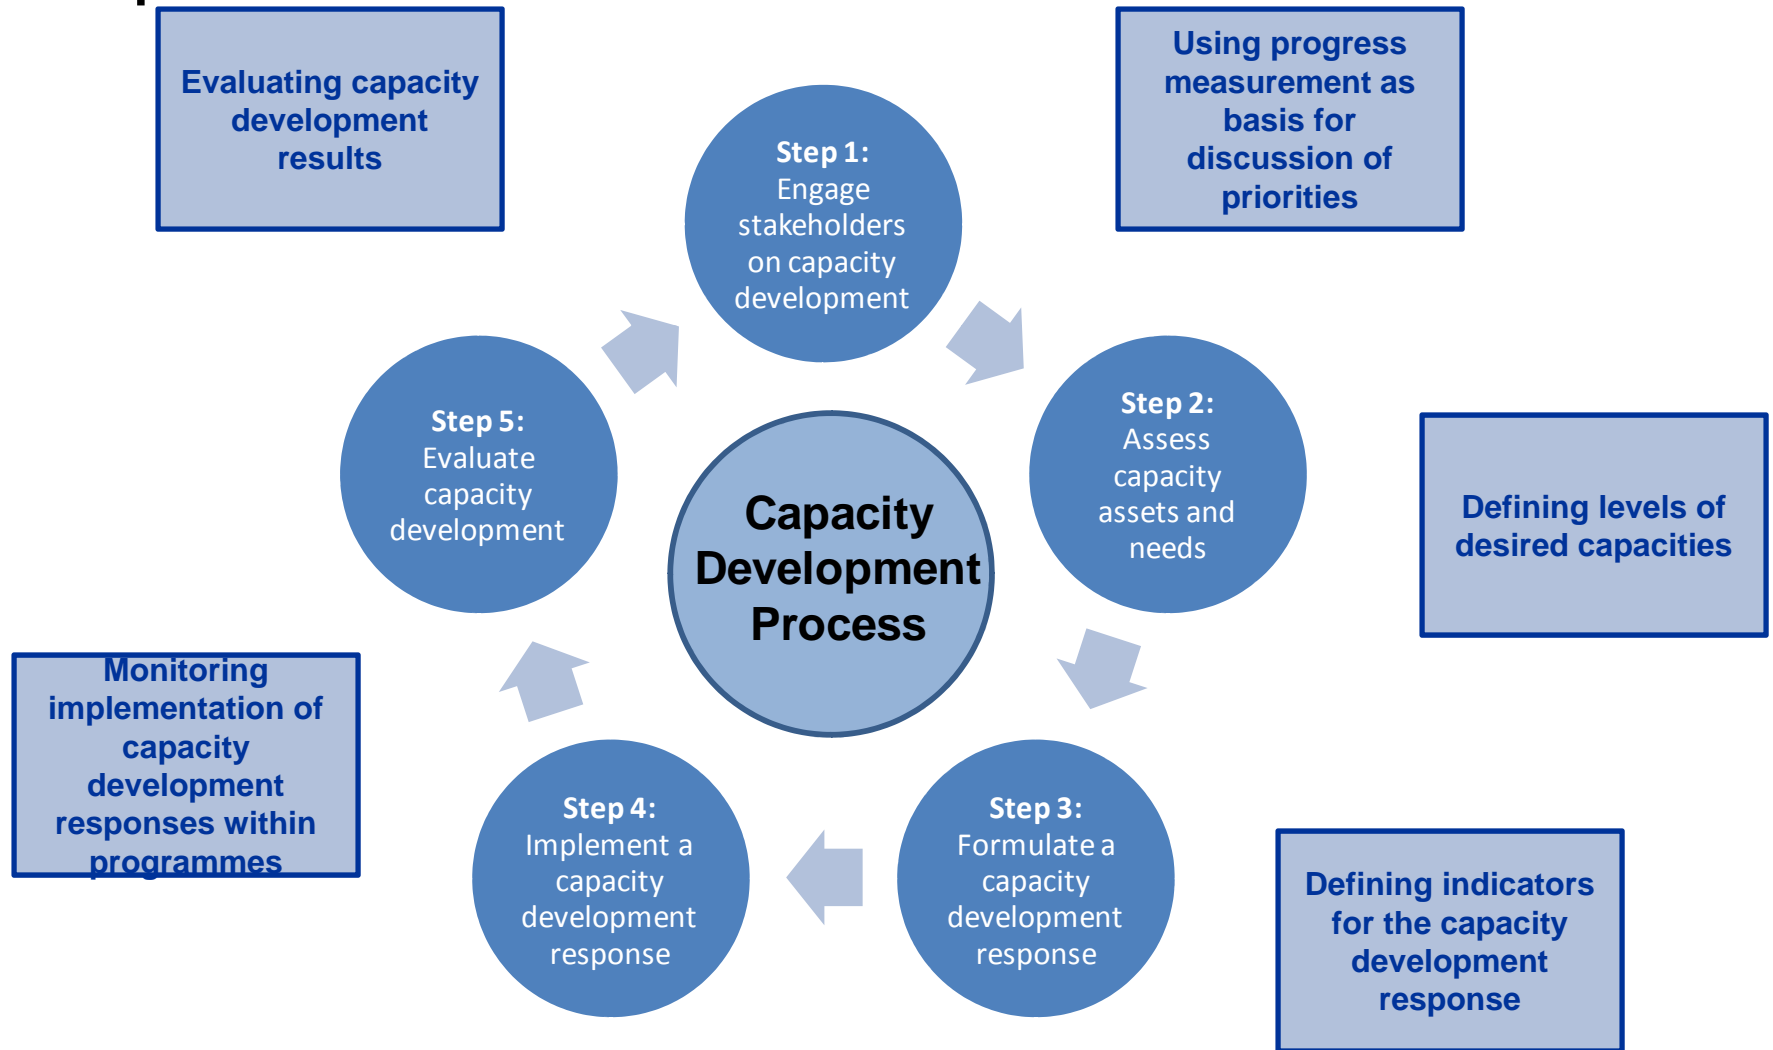 Evaluating capacity
development
results
Using progress
measurement as
basis for
discussion of
priorities
Step 1:
Engage
stakeholders
on capacity
development
Step 2:
Assess
capacity
assets and
needs
Defining levels of
desired capacities
Step 5:
Evaluate
capacity
development
Capacity
Development
Process
Monitoring
implementation of
capacity
development
responses within
programmes
Step 4:
Implement a
capacity
development
response
Step 3:
Formulate a
capacity
development
response
Defining indicators
for the capacity
development
response